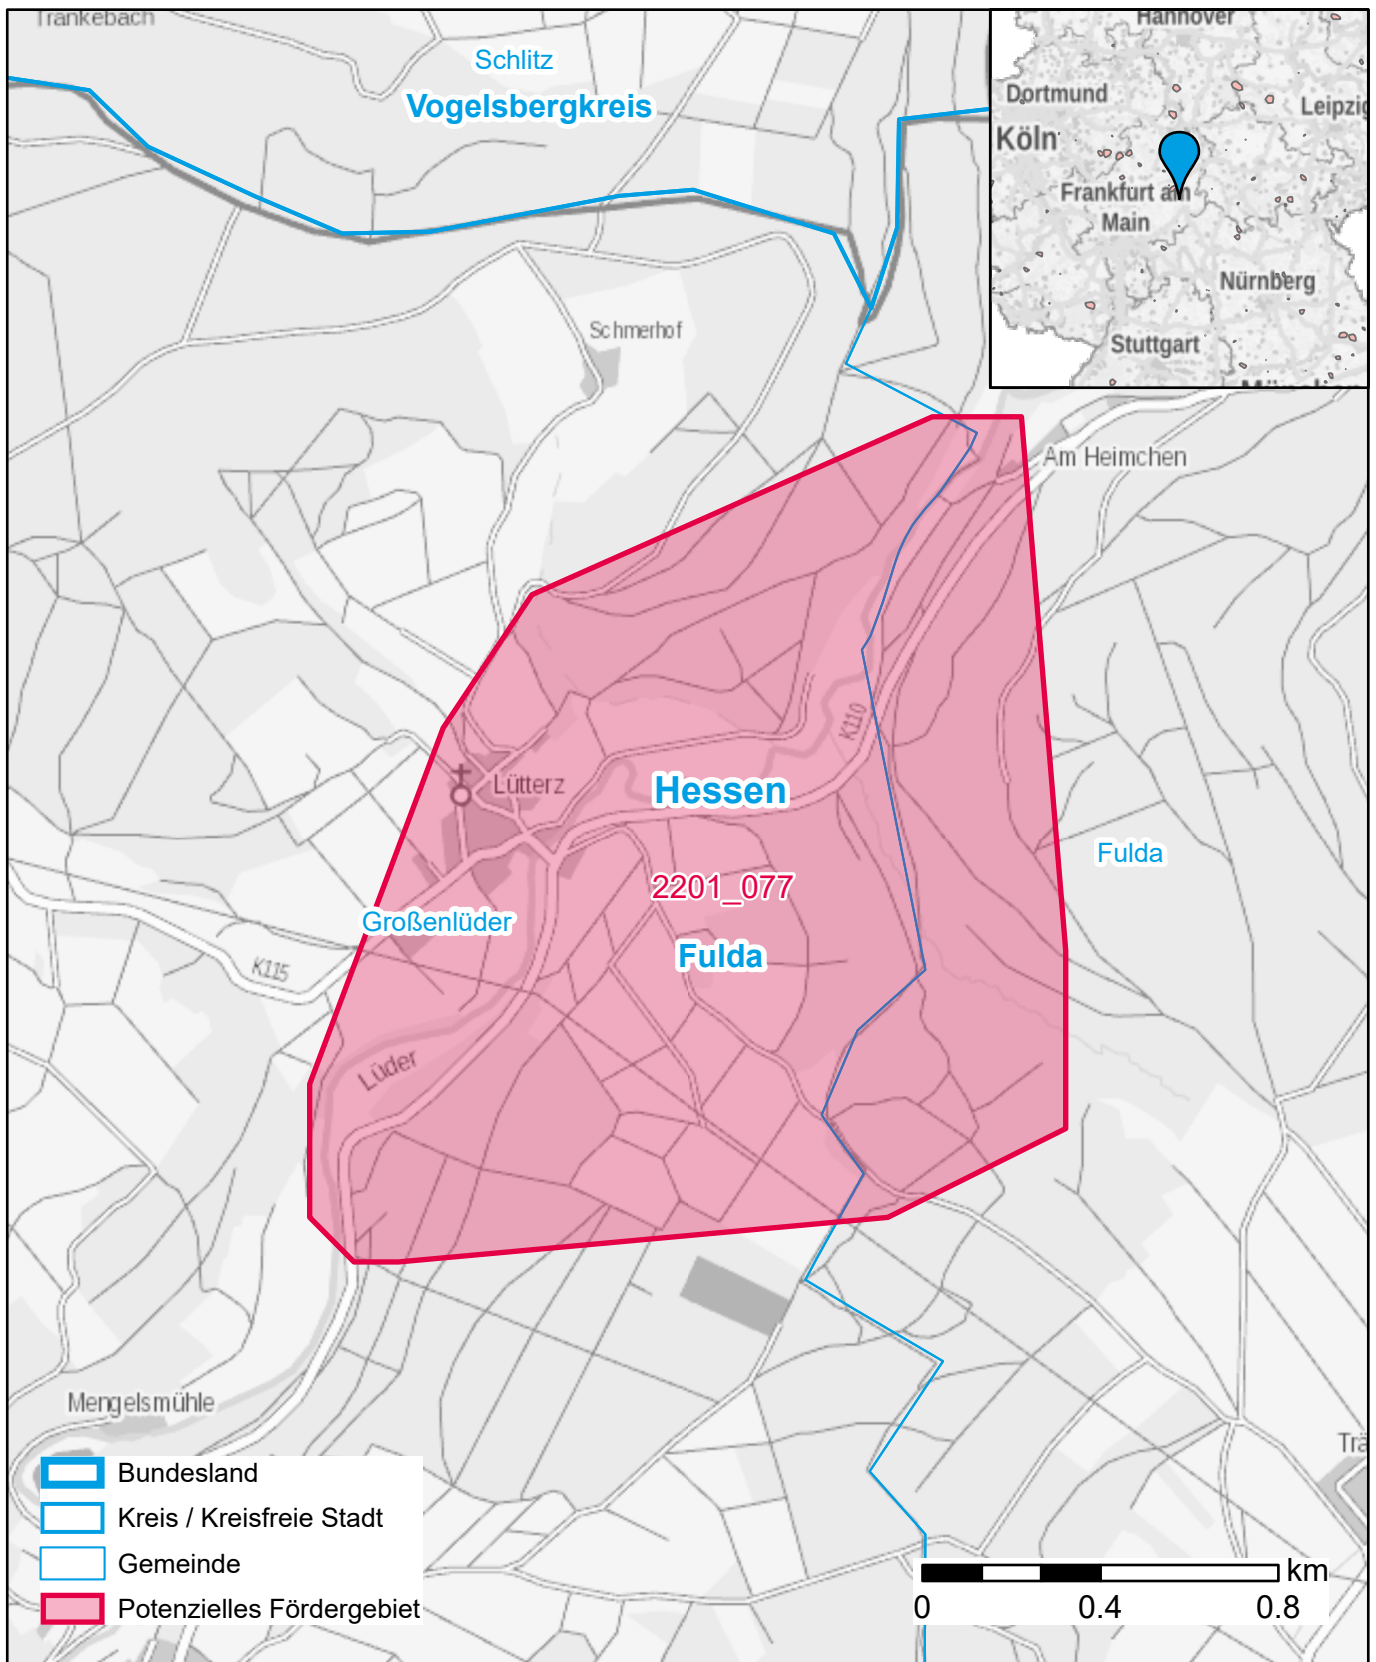 Trankebach
Schlitz
Vogelsbergkreis
Hannover
Dortmund
Leipzig
Köln
Frankfurt am
Main
Nürnberg
Stuttgart
Schmerhof
Am Heimchen
K110
Lütterz
Hessen
Fulda
2201_077
Großenlüder
Fulda
K115
Lüder
Mengelsmühle
Trä
Bundesland
Kreis / Kreisfreie Stadt
Gemeinde
Potenzielles Fördergebiet
km
0 0.4 0.8